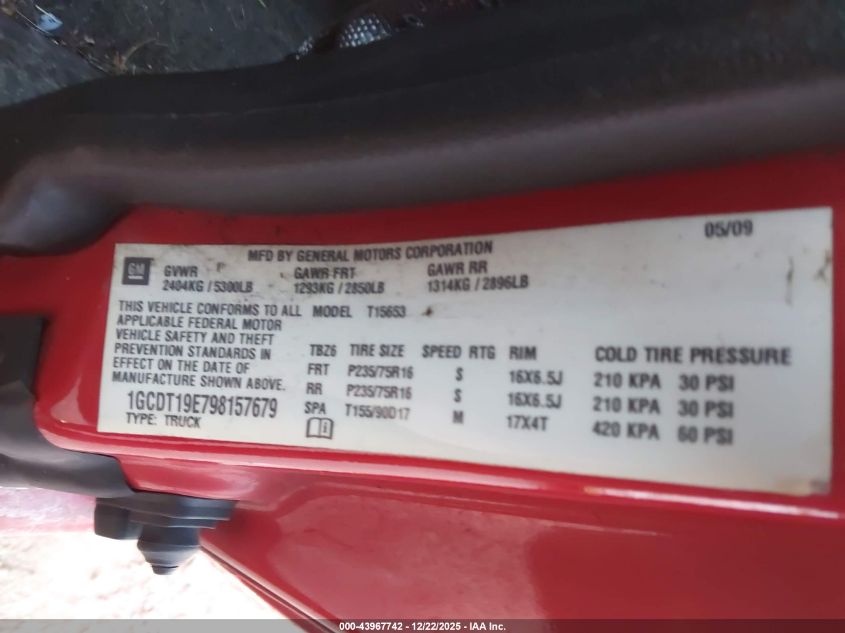 05/09
MFD BY GENERAL MOTORS CORPORATION
GM
GVWR GAWR FRT GAWR RR
2404KG / 5300LB 1293KG / 2850LB 1314KG / 2896LB
THIS VEHICLE CONFORMS TO ALL MODEL T15653
APPLICABLE FEDERAL MOTOR
VEHICLE SAFETY AND THEFT
PREVENTION STANDARDS IN
EFFECT ON THE DATE OF
MANUFACTURE SHOWN ABOVE.
1GCDT19E798157679
TYPE: TRUCK
TBZ6 TIRE SIZE SPEED RTG RIM COLD TIRE PRESSURE
FRT P235/75R16 S 16X6.5J 210 KPA 30 PSI
RR P235/75R16 S 16X6.5J 210 KPA 30 PSI
SPA T155/90D17 M 17X4T 420 KPA 60 PSI
000-43967742 - 12/22/2025 - IAA Inc.